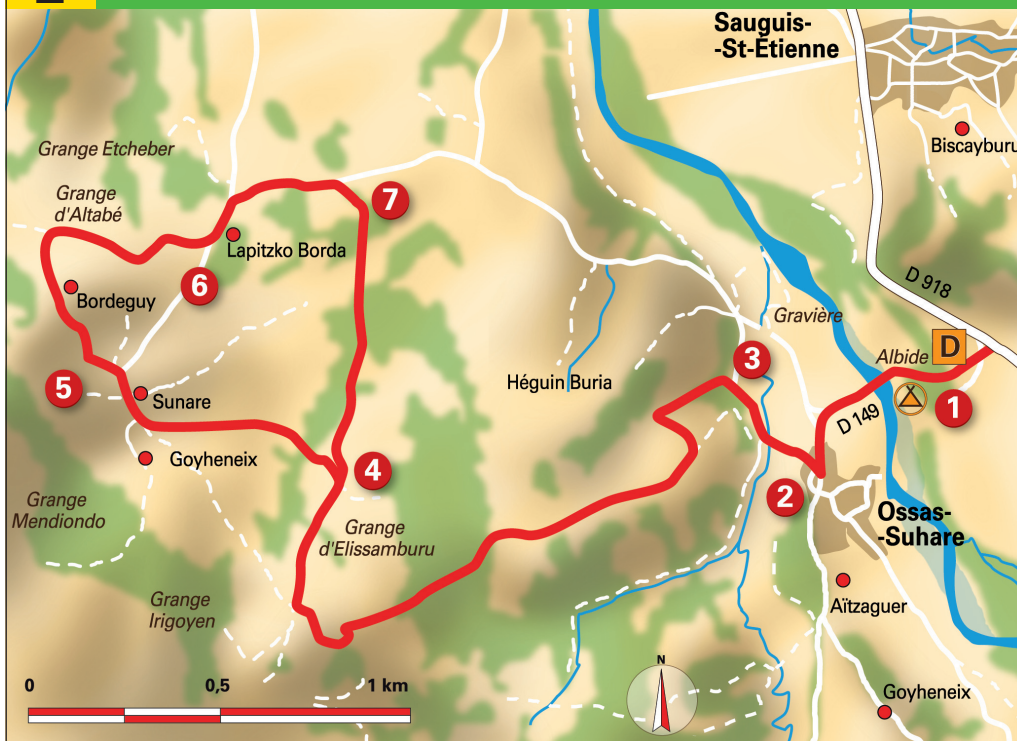 Sauguis-
-St-Étienne
Biscayburu
Grange Etcheber
Grange
d'Altabé
7
Lapitzko Borda
6
Bordeguy
D 918
Gravière
Albide
D
3
5
Héguin Buria
1
Sunare
D 149
Goyheneix
4
2
Grange
Mendiondo
Grange
d'Elissamburu
Ossas-
-Suhare
Grange
Irigoyen
Aïtzaguer
N
0 0,5 1 km
Goyheneix